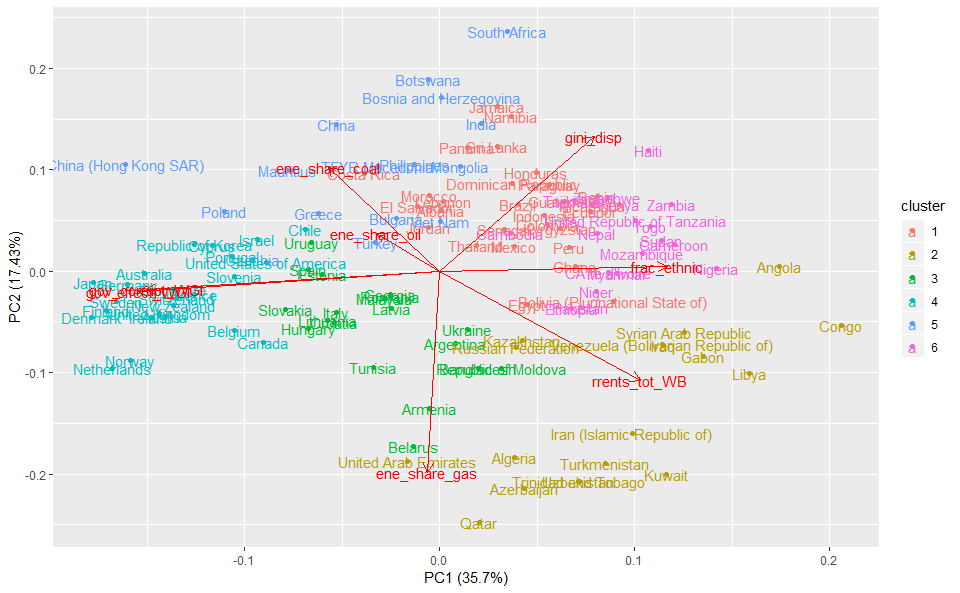 South Africa
Botswana
Bosnia and Herzegovina
Jamaica
Namibia
China
India
gini_disp
Panama
Sri Lanka
Haiti
China (Hong Kong SAR)
ene_share_coal
Philippines
Mongolia
Mauritius
Costa Rica
Honduras
Dominican Republic
Paraguay
Morocco
Lebanon
El Salvador
Albania
Brazil
Zambia
Poland
Greece
Bulgaria
Viet Nam
Indonesia
Ecuador
United Republic of Tanzania
Togo
Chile
ene_share_oil
Jordan
Colombia
Cambodia
Nepal
Israel
Republic of Korea
Cyprus
Uruguay
Turkey
Thailand
Mexico
Peru
Sudan
Cameroon
Portugal
Mozambique
United States of America
Spain
Ghana
frac_ethnic
Nigeria
Angola
Australia
Slovenia
Japan
Germany
Niger
Georgia
Bolivia (Plurinational State of)
Finland
Slovakia
Italy
Latvia
Denmark
Ireland
Lithuania
Hungary
Belgium
Canada
Ukraine
Argentina
Kazakhstan
Russian Federation
Syrian Arab Republic
Venezuela (Bolivarian Republic of)
Iraq
Gabon
Congo
Norway
Netherlands
Tunisia
Republic of Moldova
rrents_tot_WB
Libya
Armenia
Belarus
Iran (Islamic Republic of)
United Arab Emirates
ene_share_gas
Algeria
Turkmenistan
Kuwait
Trinidad and Tobago
Uzbekistan
Azerbaijan
Qatar
0.2
0.1
0.0
-0.1
-0.2
PC2 (17.43%)
-0.1
0.0
0.1
0.2
PC1 (35.7%)
cluster
a 1
a 2
a 3
a 4
a 5
a 6